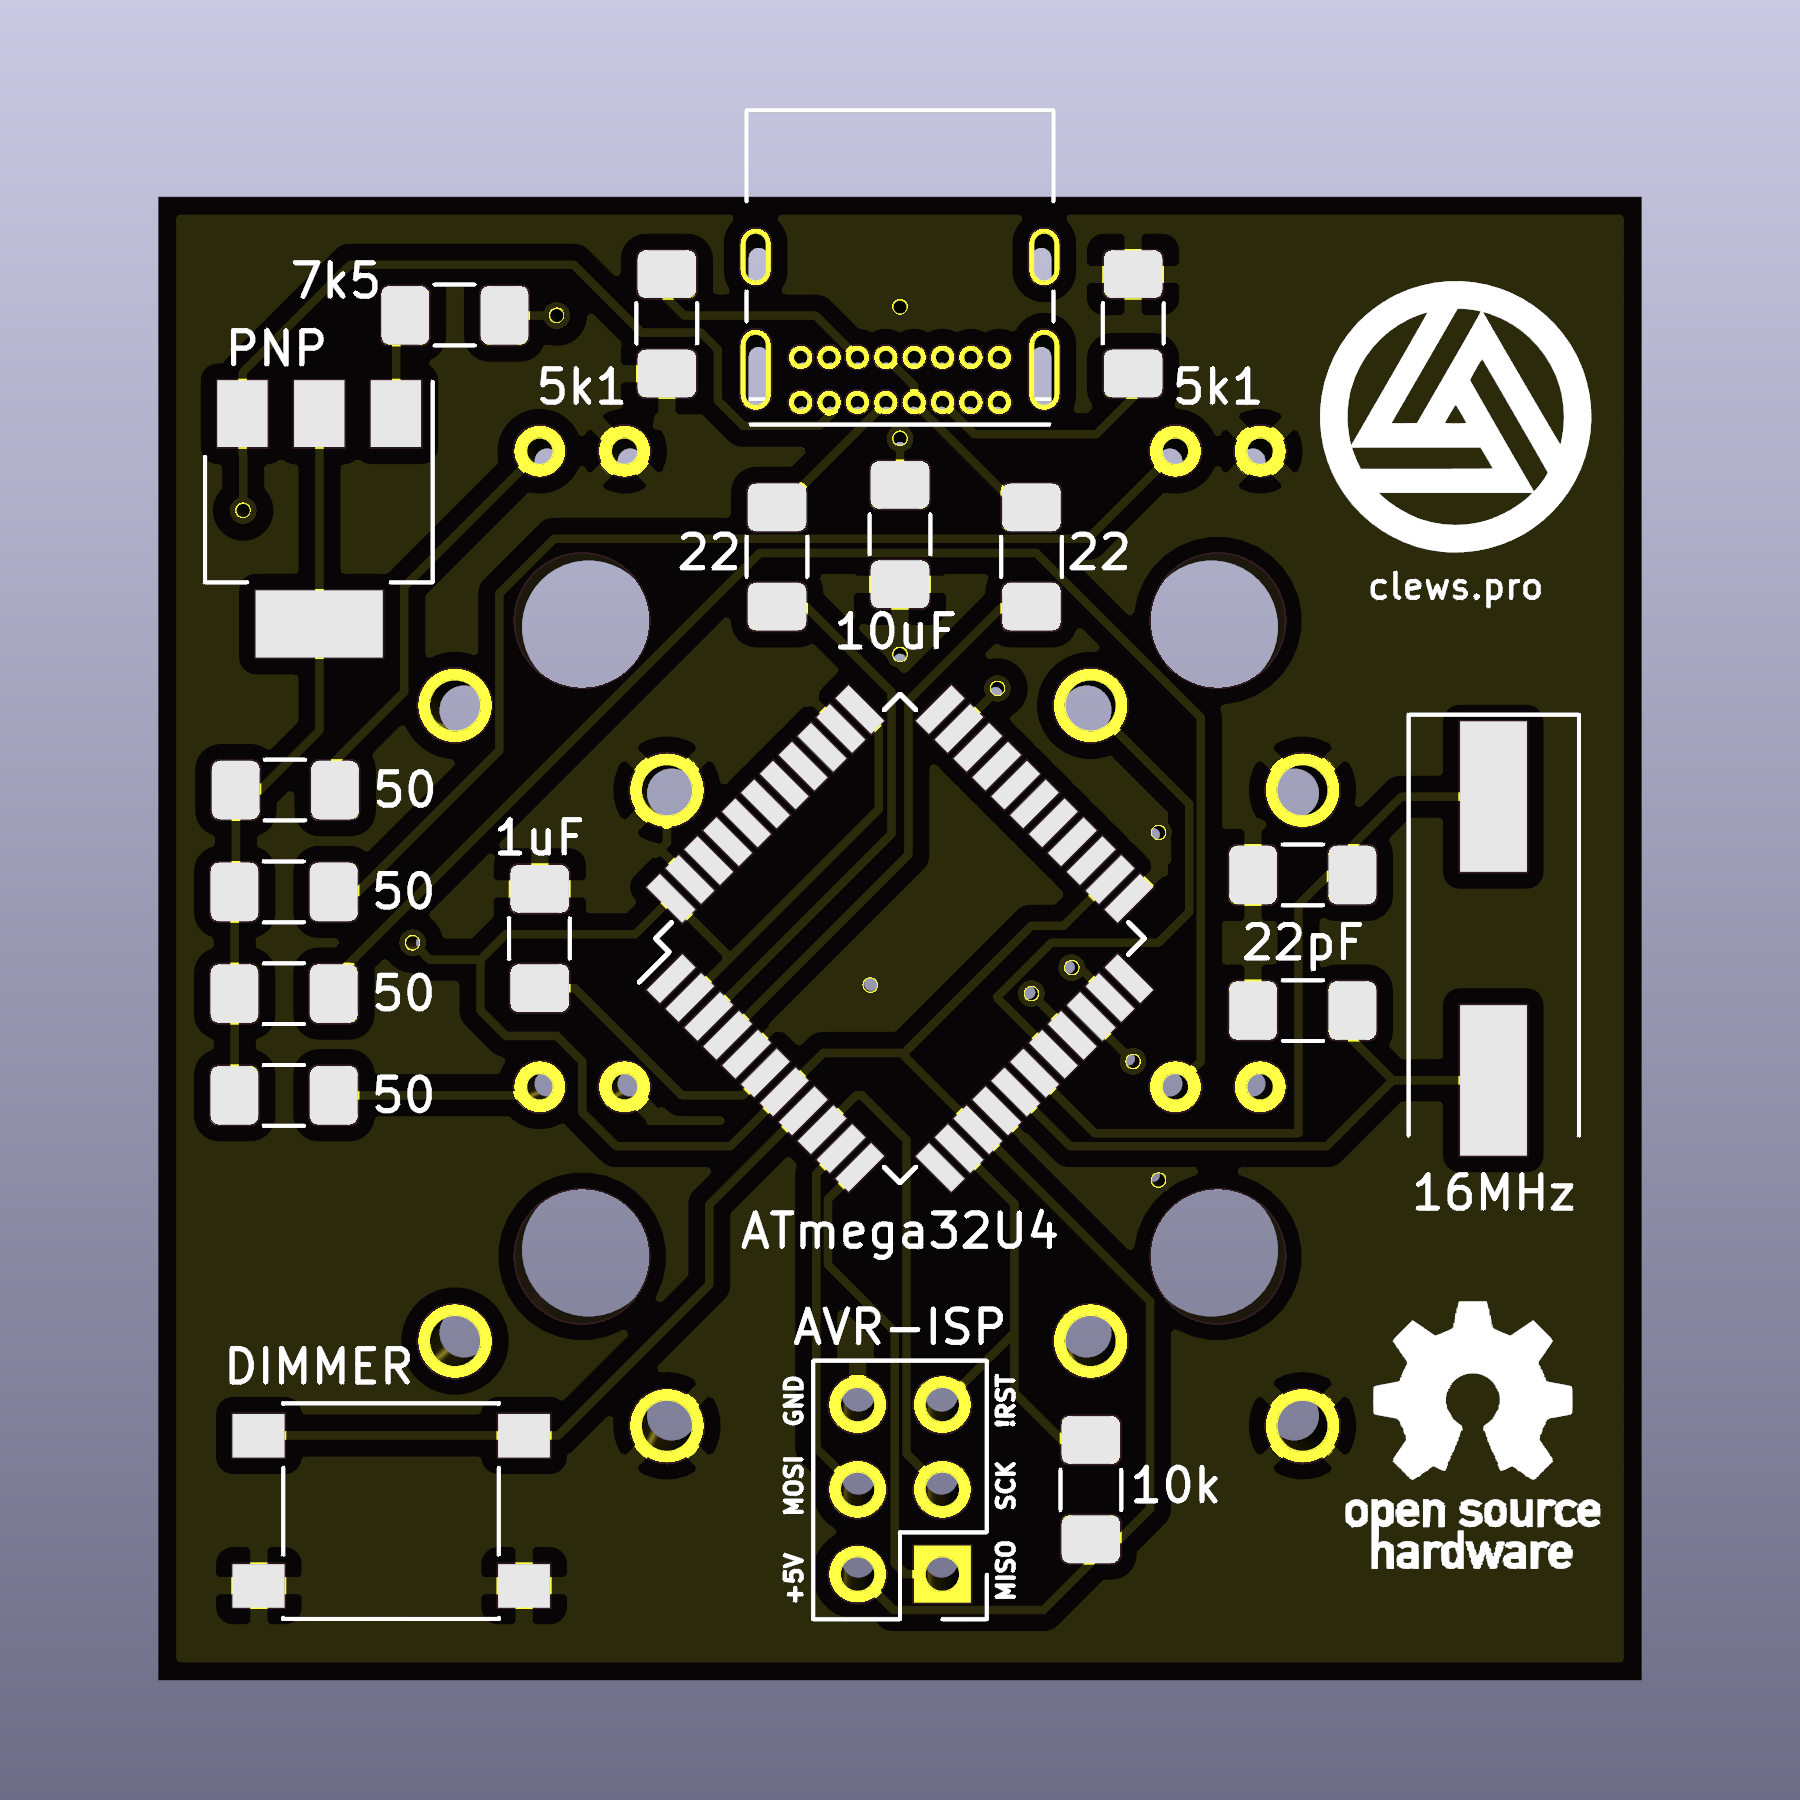 7k5
PNP
5k1
5k1
22
22
10uF
clews.pro
50
1uF
50
22pF
50
50
16MHz
ATmega32U4
AVR-ISP
DIMMER
GND
!RST
MOSI
SCK
10k
+5V
MISO
open source
hardware